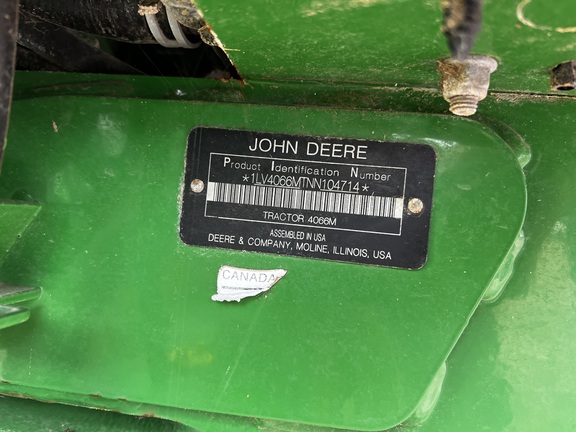 JOHN DEERE
Product Identification Number
*1LV4066MTNN104714*
TRACTOR 4066M
ASSEMBLED IN USA
DEERE & COMPANY, MOLINE, ILLINOIS, USA
CANADA